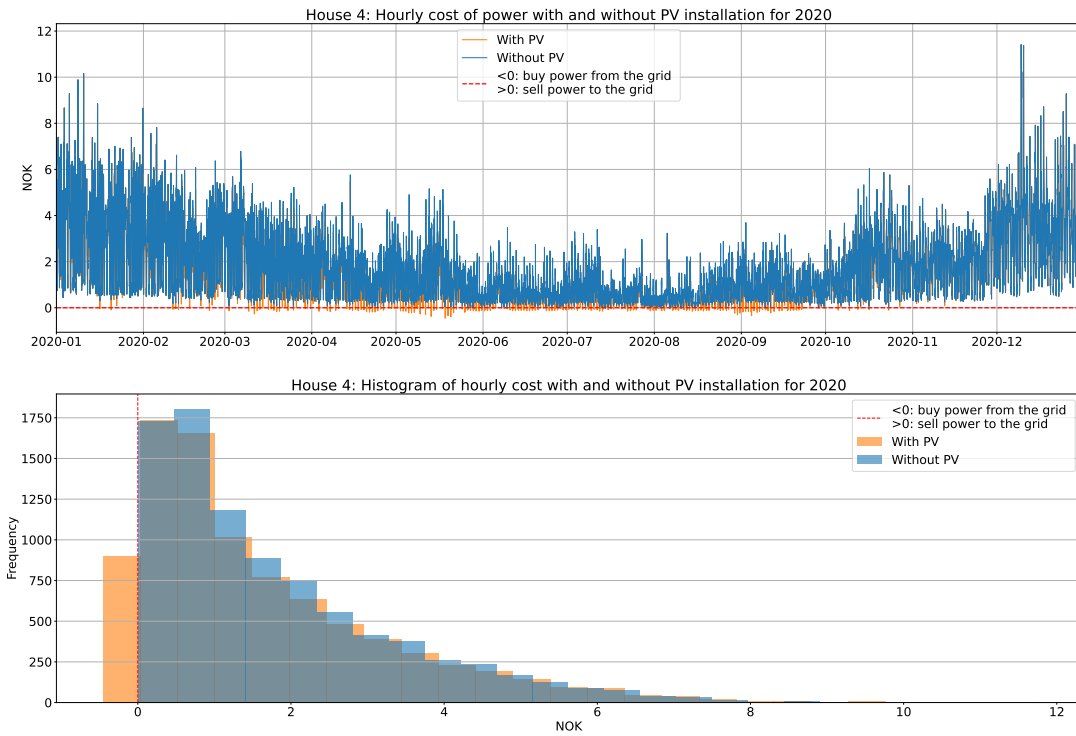 House 4: Hourly cost of power with and without PV installation for 2020
12
10
8
6
4
2
0
NOK
With PV
Without PV
<0: buy power from the grid
>0: sell power to the grid
2020-01 2020-02 2020-03 2020-04 2020-05 2020-06 2020-07 2020-08 2020-09 2020-10 2020-11 2020-12
House 4: Histogram of hourly cost with and without PV installation for 2020
<0: buy power from the grid
>0: sell power to the grid
With PV
Without PV
1750
1500
1250
1000
750
500
250
0
Frequency
0 2 4 6 8 10 12
NOK